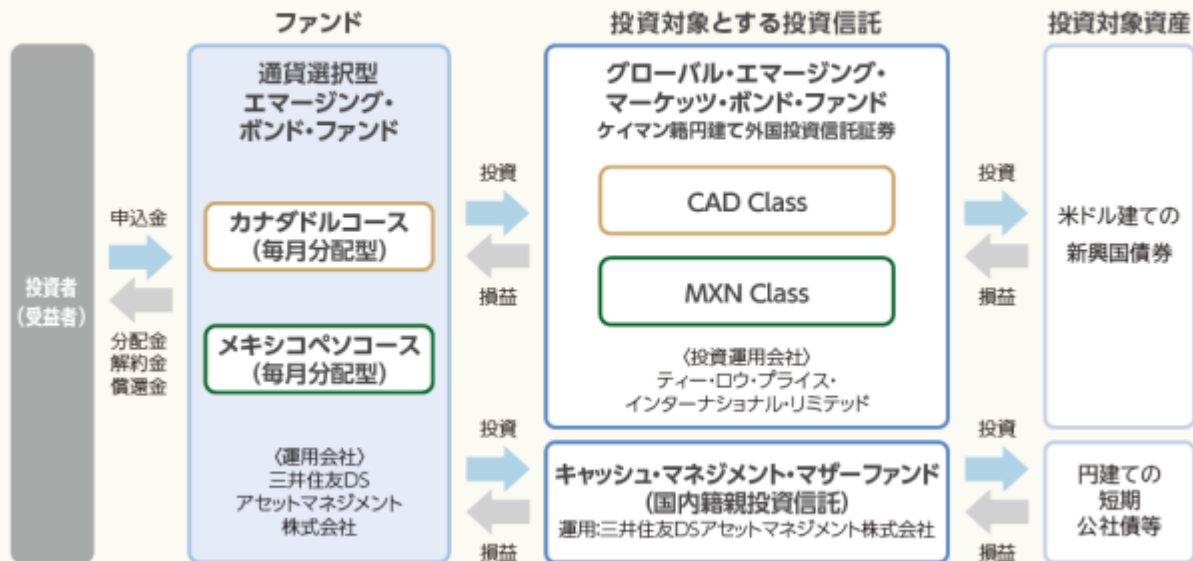 ファンド
投資対象とする投資信託
投資対象資産
投資者
(受益者)
申込金
分配金
解約金
償還金
通貨選択型
エマージング・
ボンド・ファンド
カナダドルコース
(毎月分配型)
メキシコペソコース
(毎月分配型)
〈運用会社〉
三井住友DS
アセットマネジメント
株式会社
投資
損益
投資
損益
グローバル・エマージング・
マーケッツ・ボンド・ファンド
ケイマン籍円建て外国投資信託証券
CAD Class
MXN Class
〈投資運用会社〉
ティー・ロウ・プライス・
インターナショナル・リミテッド
キャッシュ・マネジメント・マザーファンド
(国内籍親投資信託)
運用:三井住友DSアセットマネジメント株式会社
投資
損益
投資
損益
米ドル建ての
新興国債券
円建ての
短期
公社債等